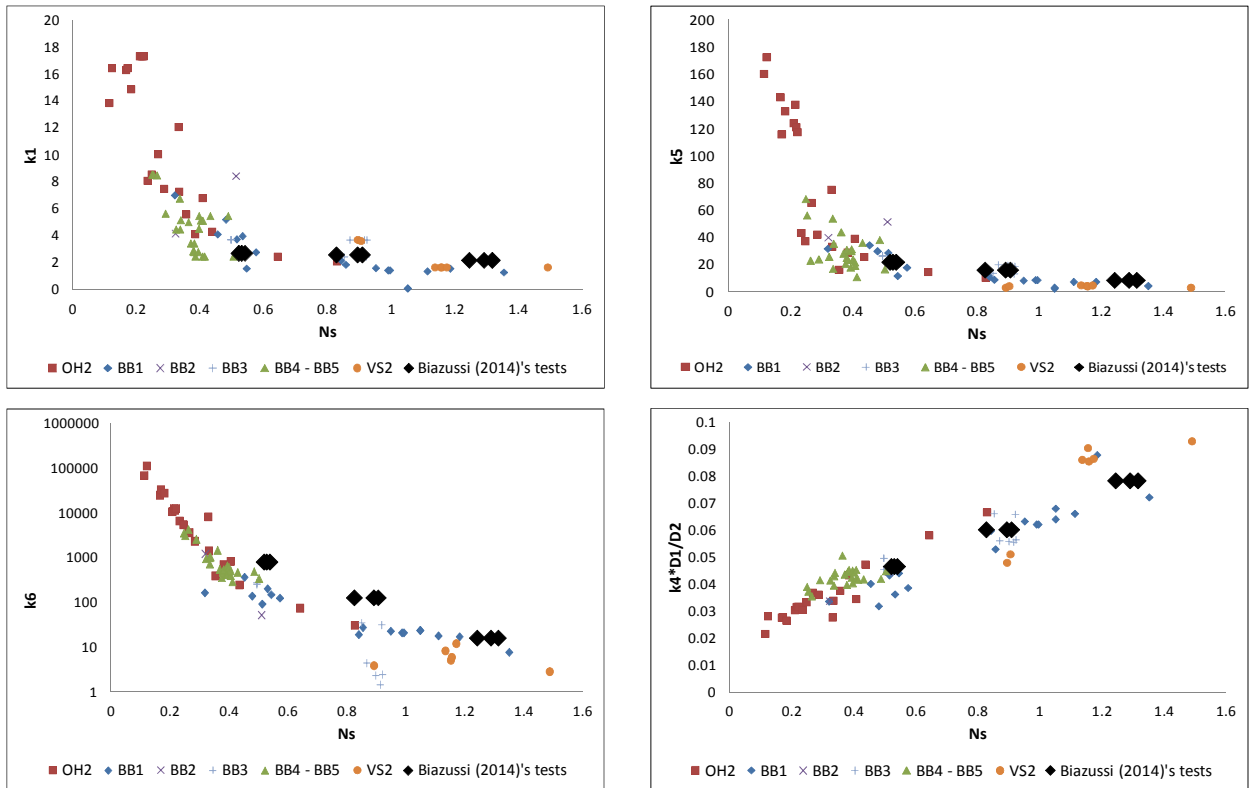 20
18
16
14
12
10
8
6
4
2
0
k1
0 0.2 0.4 0.6 0.8 1 1.2 1.4 1.6
Ns
OH2 BB1 BB2 BB3 BB4 - BB5 VS2 Biazussi (2014)'s tests
200
180
160
140
120
100
80
60
40
20
0
k5
0 0.2 0.4 0.6 0.8 1 1.2 1.4 1.6
Ns
OH2 BB1 BB2 BB3 BB4 - BB5 VS2 Biazussi (2014)'s tests
1000000
100000
10000
1000
100
10
1
k6
0 0.2 0.4 0.6 0.8 1 1.2 1.4 1.6
Ns
OH2 BB1 BB2 BB3 BB4 - BB5 VS2 Biazussi (2014)'s tests
0.1
0.09
0.08
0.07
0.06
0.05
0.04
0.03
0.02
0.01
0
k4*D1/D2
0 0.2 0.4 0.6 0.8 1 1.2 1.4 1.6
Ns
OH2 BB1 BB2 BB3 BB4 - BB5 VS2 Biazussi (2014)'s tests